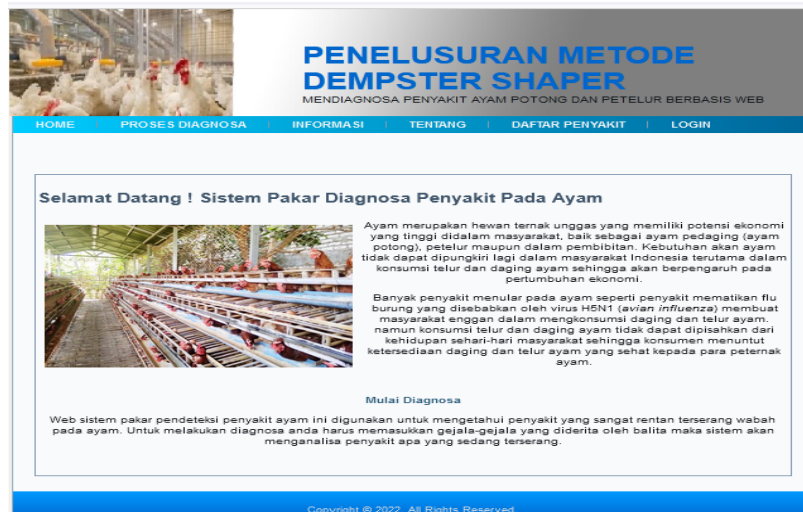 PENELUSURAN METODE
DEMPSTER SHAPER
MENDIAGNOSA PENYAKIT AYAM POTONG DAN PETELUR BERBASIS WEB
HOME | PROSES DIAGNOSA | INFORMASI | TENTANG | DAFTAR PENYAKIT | LOGIN
Selamat Datang ! Sistem Pakar Diagnosa Penyakit Pada Ayam
Ayam merupakan hewan ternak unggas yang memiliki potensi ekonomi
yang tinggi didalam masyarakat, baik sebagai ayam pedaging (ayam
potong), petelur maupun dalam pembibitan. Kebutuhan akan ayam
tidak dapat dipungkiri lagi dalam masyarakat Indonesia terutama dalam
konsumsi telur dan daging ayam sehingga akan berpengaruh pada
pertumbuhan ekonomi.
Banyak penyakit menular pada ayam seperti penyakit mematikan flu
burung yang disebabkan oleh virus H5N1 (avian influenza) membuat
masyarakat enggan dalam mengkonsumsi daging dan telur ayam.
namun konsumsi telur dan daging ayam tidak dapat dipisahkan dari
kehidupan sehari-hari masyarakat sehingga konsumen menuntut
ketersediaan daging dan telur ayam yang sehat kepada para peternak
ayam.
Mulai Diagnosa
Web sistem pakar pendeteksi penyakit ayam ini digunakan untuk mengetahui penyakit yang sangat rentan terserang wabah
pada ayam. Untuk melakukan diagnosa anda harus memasukkan gejala-gejala yang diderita oleh balita maka sistem akan
menganalisa penyakit apa yang sedang terserang.
Copyright © 2022. All Rights Reserved